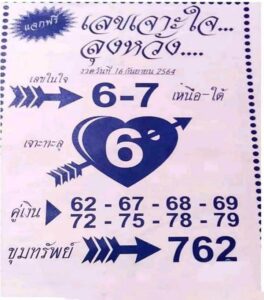 แจกฟรี
เลขเจาะใจ...
ลุงหวัง....
งวดวันที่ 16 กันยายน 2564
เลขในใจ
6-7 เหนือ-ใต้
เจาะทะลุ
6
คู่เงิน 62 - 67 - 68 - 69
72 - 75 - 78 - 79
ขุมทรัพย์ 762